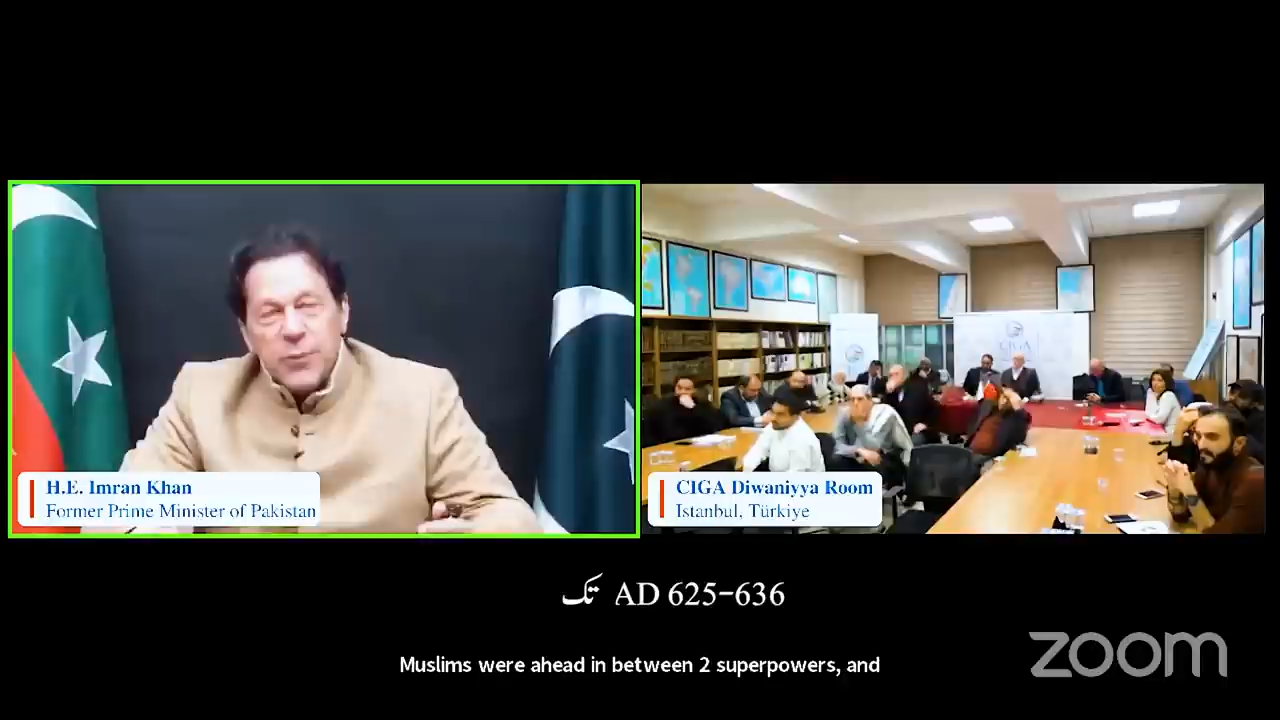 CIGA
H.E. Imran Khan
Former Prime Minister of Pakistan
CIGA Diwaniyya Room
Istanbul, Türkiye
AD 625-636 تک
Muslims were ahead in between 2 superpowers, and
zoom